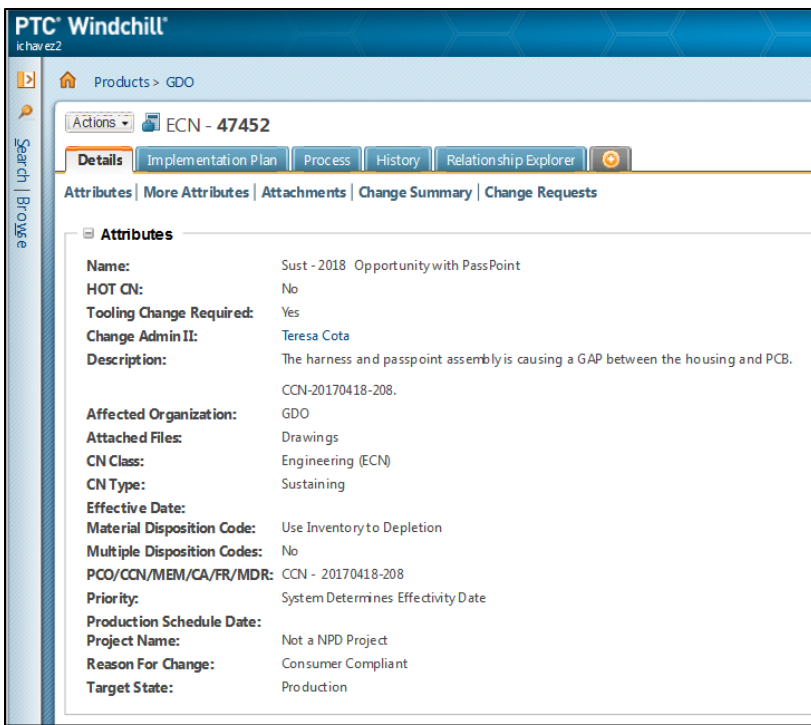 PTC® Windchill®
ichavez2
Products > GDO
Search | Browse
Actions ECN - 47452
Details Implementation Plan Process History Relationship Explorer
Attributes | More Attributes | Attachments | Change Summary | Change Requests
Attributes
Name: Sust - 2018 Opportunity with PassPoint
HOT CN: No
Tooling Change Required: Yes
Change Admin II: Teresa Cota
Description: The harness and passpoint assembly is causing a GAP between the housing and PCB.
CCN-20170418-208.
Affected Organization: GDO
Attached Files: Drawings
CN Class: Engineering (ECN)
CN Type: Sustaining
Effective Date:
Material Disposition Code: Use Inventory to Depletion
Multiple Disposition Codes: No
PCO/CCN/MEM/CA/FR/MDR: CCN - 20170418-208
Priority: System Determines Effectivity Date
Production Schedule Date:
Project Name: Not a NPD Project
Reason For Change: Consumer Compliant
Target State: Production